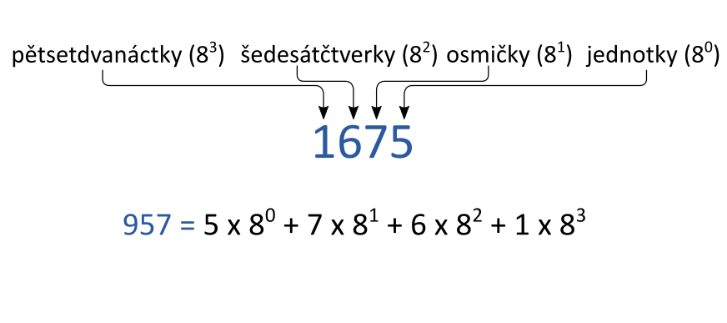 pětsetdvanáctky (8³) šedesátčtverky (8²) osmičky (8¹) jednotky (8⁰)
1675
957 = 5 x 8⁰ + 7 x 8¹ + 6 x 8² + 1 x 8³